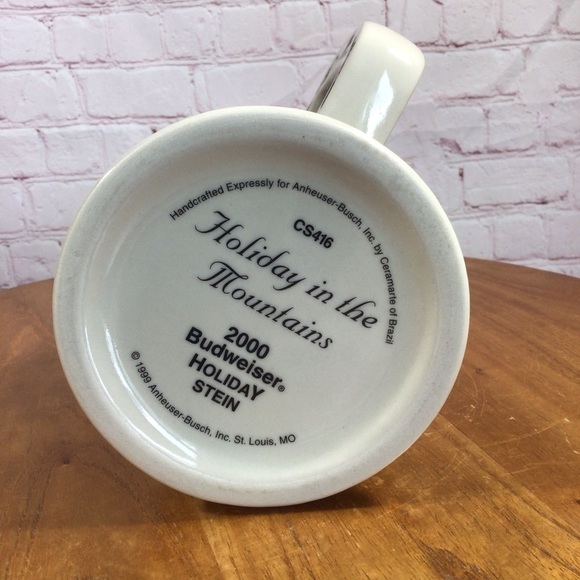 Handcrafted Expressly for Anheuser-Busch, Inc. by Ceramarte of Brazil
CS416
Holiday in the
Mountains
2000
Budweiser®
HOLIDAY
STEIN
© 1999 Anheuser-Busch, Inc. St. Louis, MO